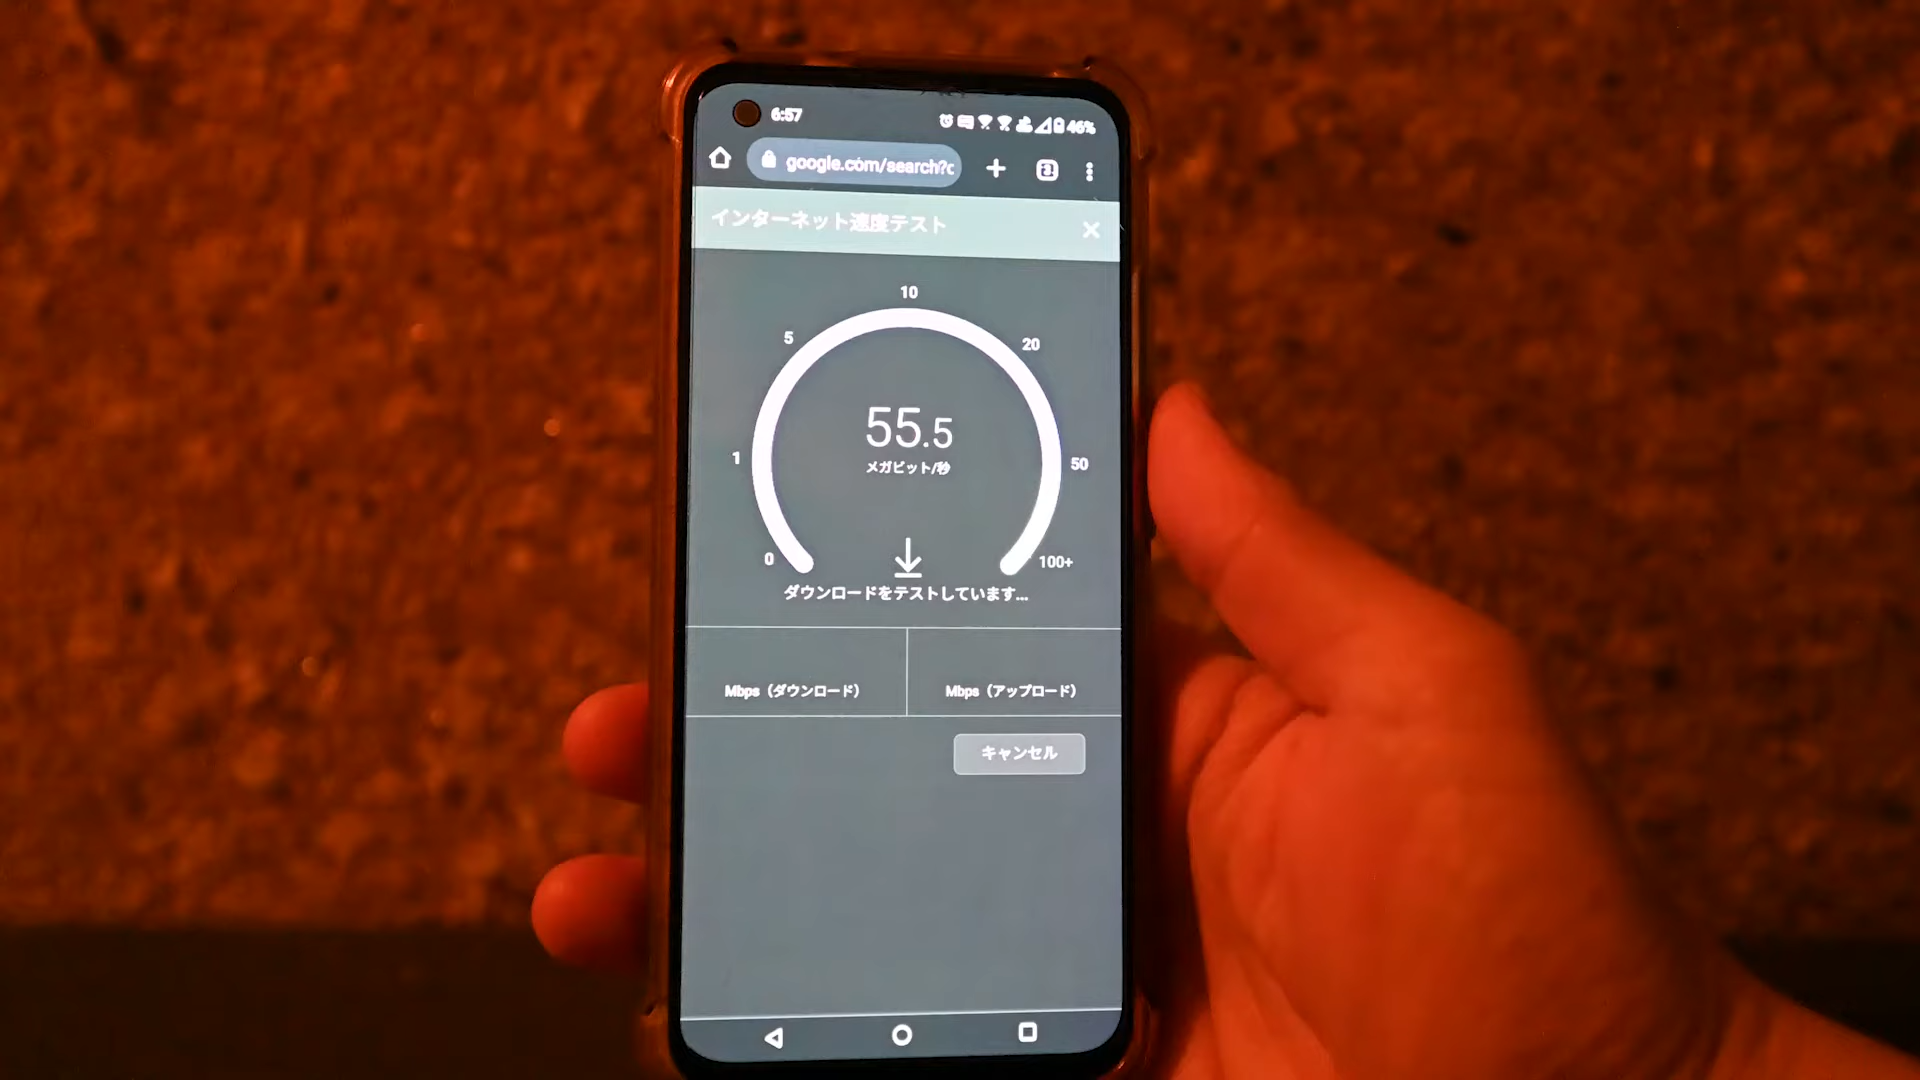 6:57
46%
google.com/search?c
インターネット速度テスト
10
5
20
55.5
メガビット/秒
1
50
0
100+
ダウンロードをテストしています...
Mbps（ダウンロード）
Mbps（アップロード）
キャンセル